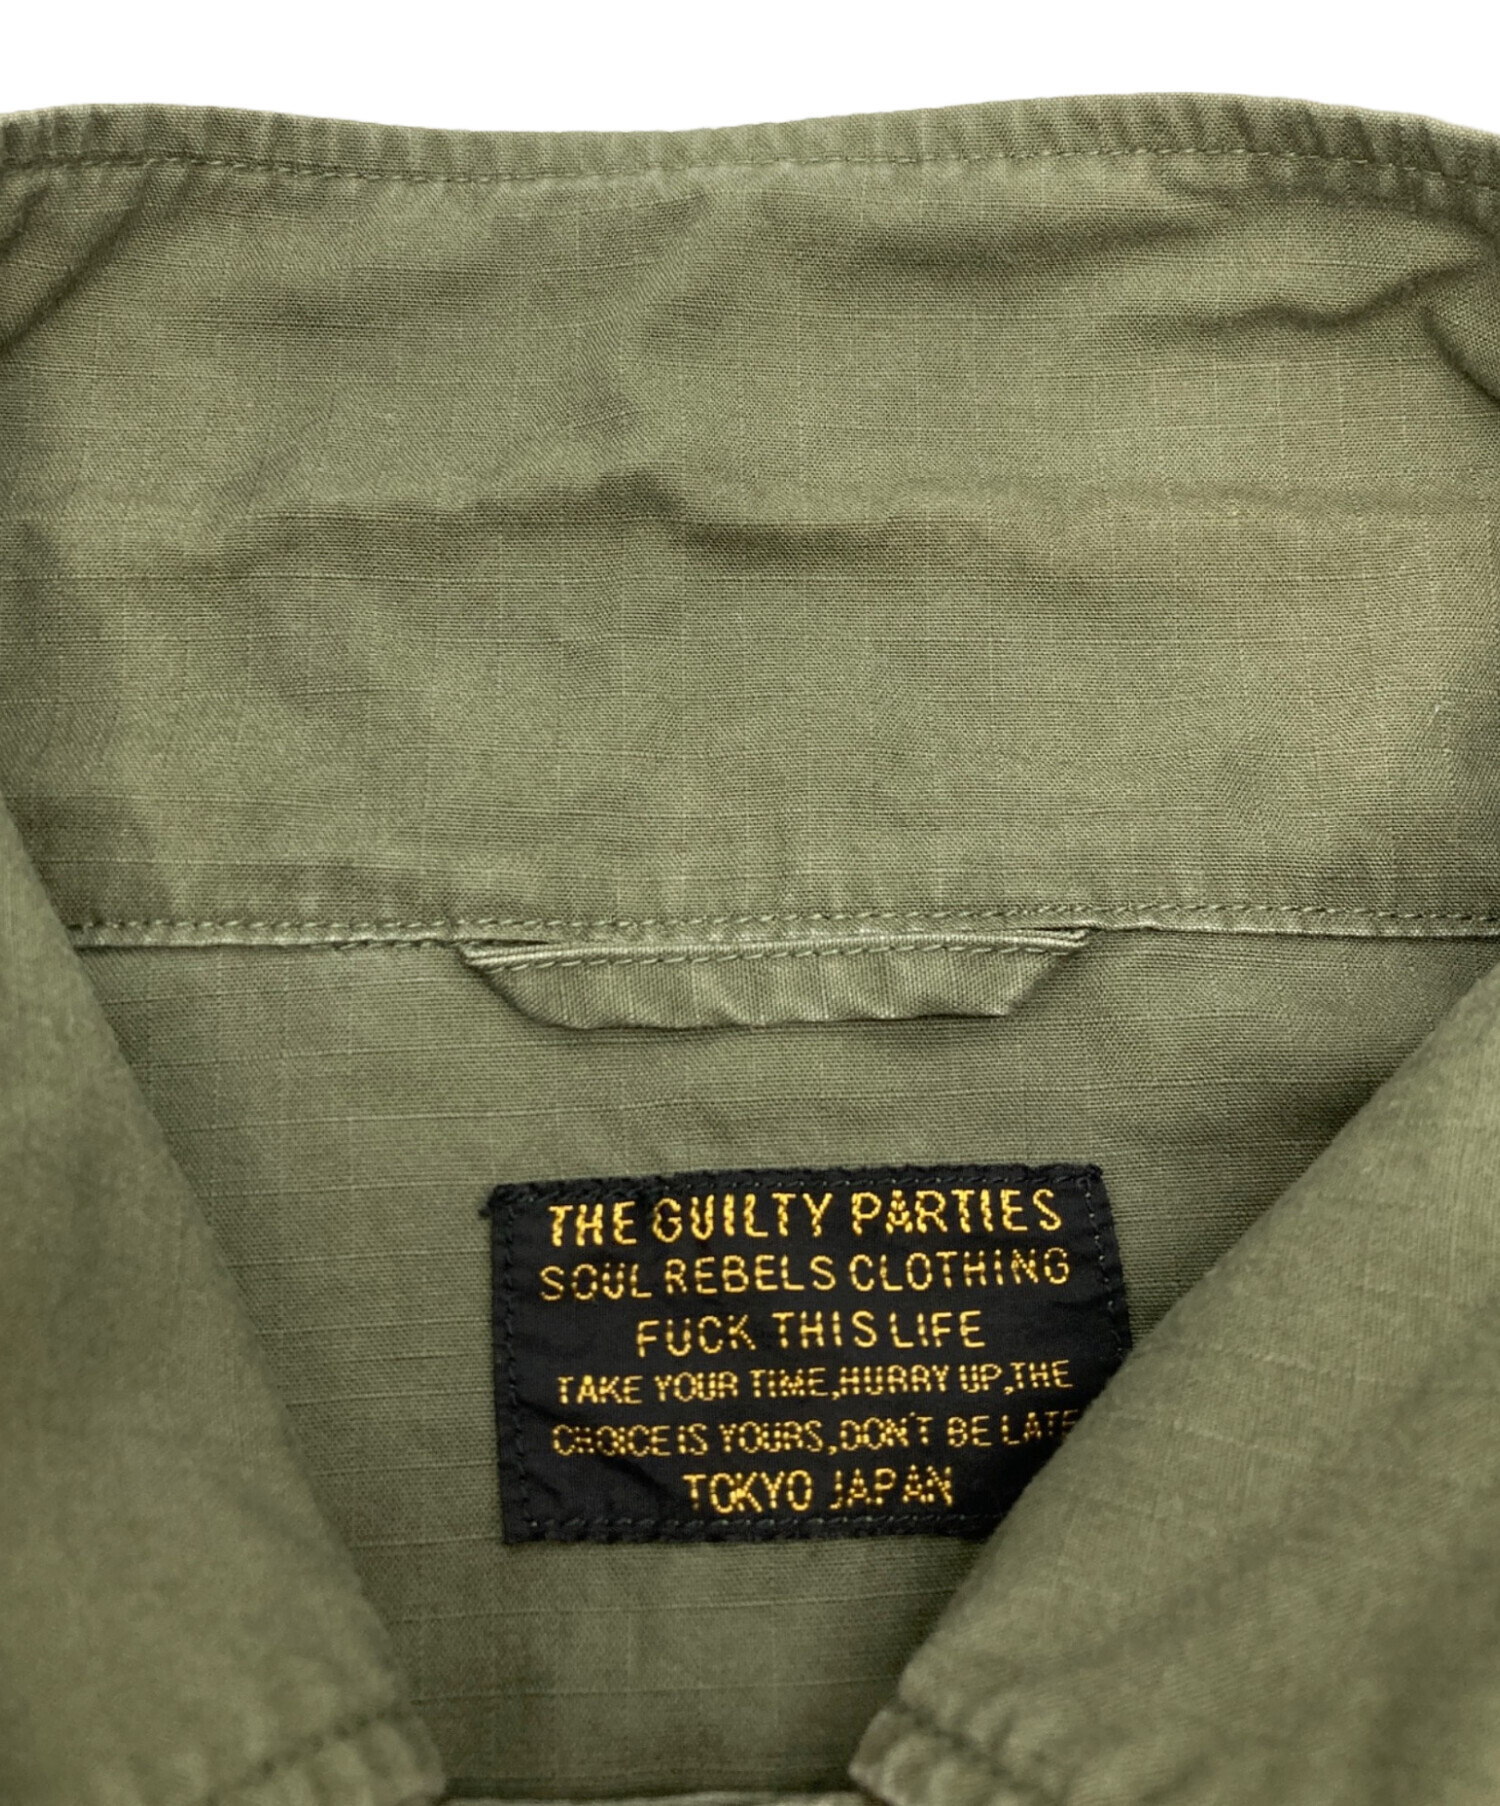 THE GUILTY PARTIES
SOUL REBELS CLOTHING
FUCK THIS LIFE
TAKE YOUR TIME,HURRY UP,THE
CHOICE IS YOURS,DON'T BE LATE
TOKYO JAPAN